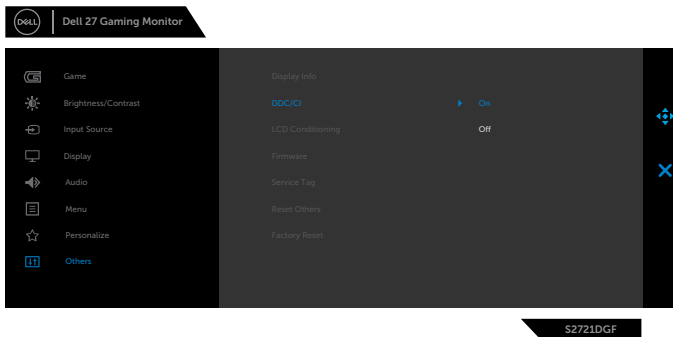 DELL
Dell 27 Gaming Monitor
Game
Brightness/Contrast
Input Source
Display
Audio
Menu
Personalize
Others
Display Info
DDC/CI
LCD Conditioning
Firmware
Service Tag
Reset Others
Factory Reset
On
Off
S2721DGF